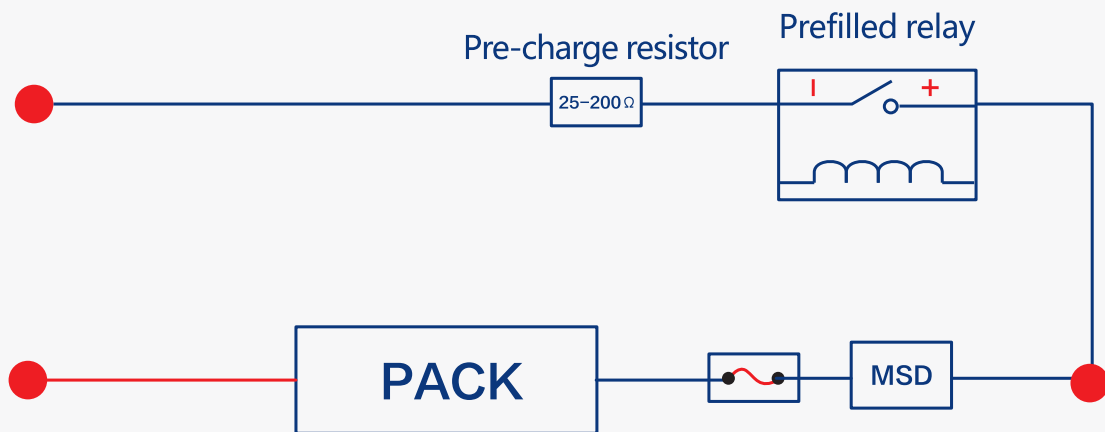 Prefilled relay
Pre-charge resistor
25-200Ω
- +
PACK
MSD